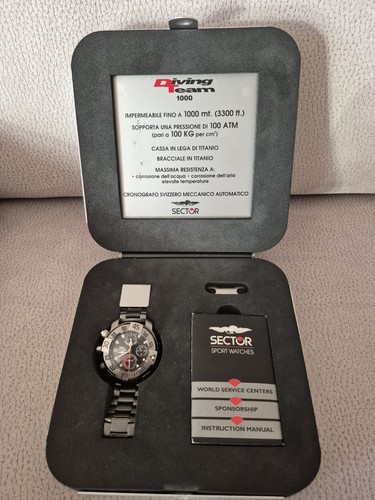 Diving
Team
1000
IMPERMEABILE FINO A 1000 mt. (3300 ft.)
SOPPORTA UNA PRESSIONE DI 100 ATM
(pari a 100 KG per cm²)
CASSA IN LEGA DI TITANIO
BRACCIALE IN TITANIO
MASSIMA RESISTENZA A:
• corrosione dell'acqua • corrosione dell'aria
elevate temperature
CRONOGRAFO SVIZZERO MECCANICO AUTOMATICO
SECTOR
SECTOR
SPORT WATCHES
WORLD SERVICE CENTERS
SPONSORSHIP
INSTRUCTION MANUAL